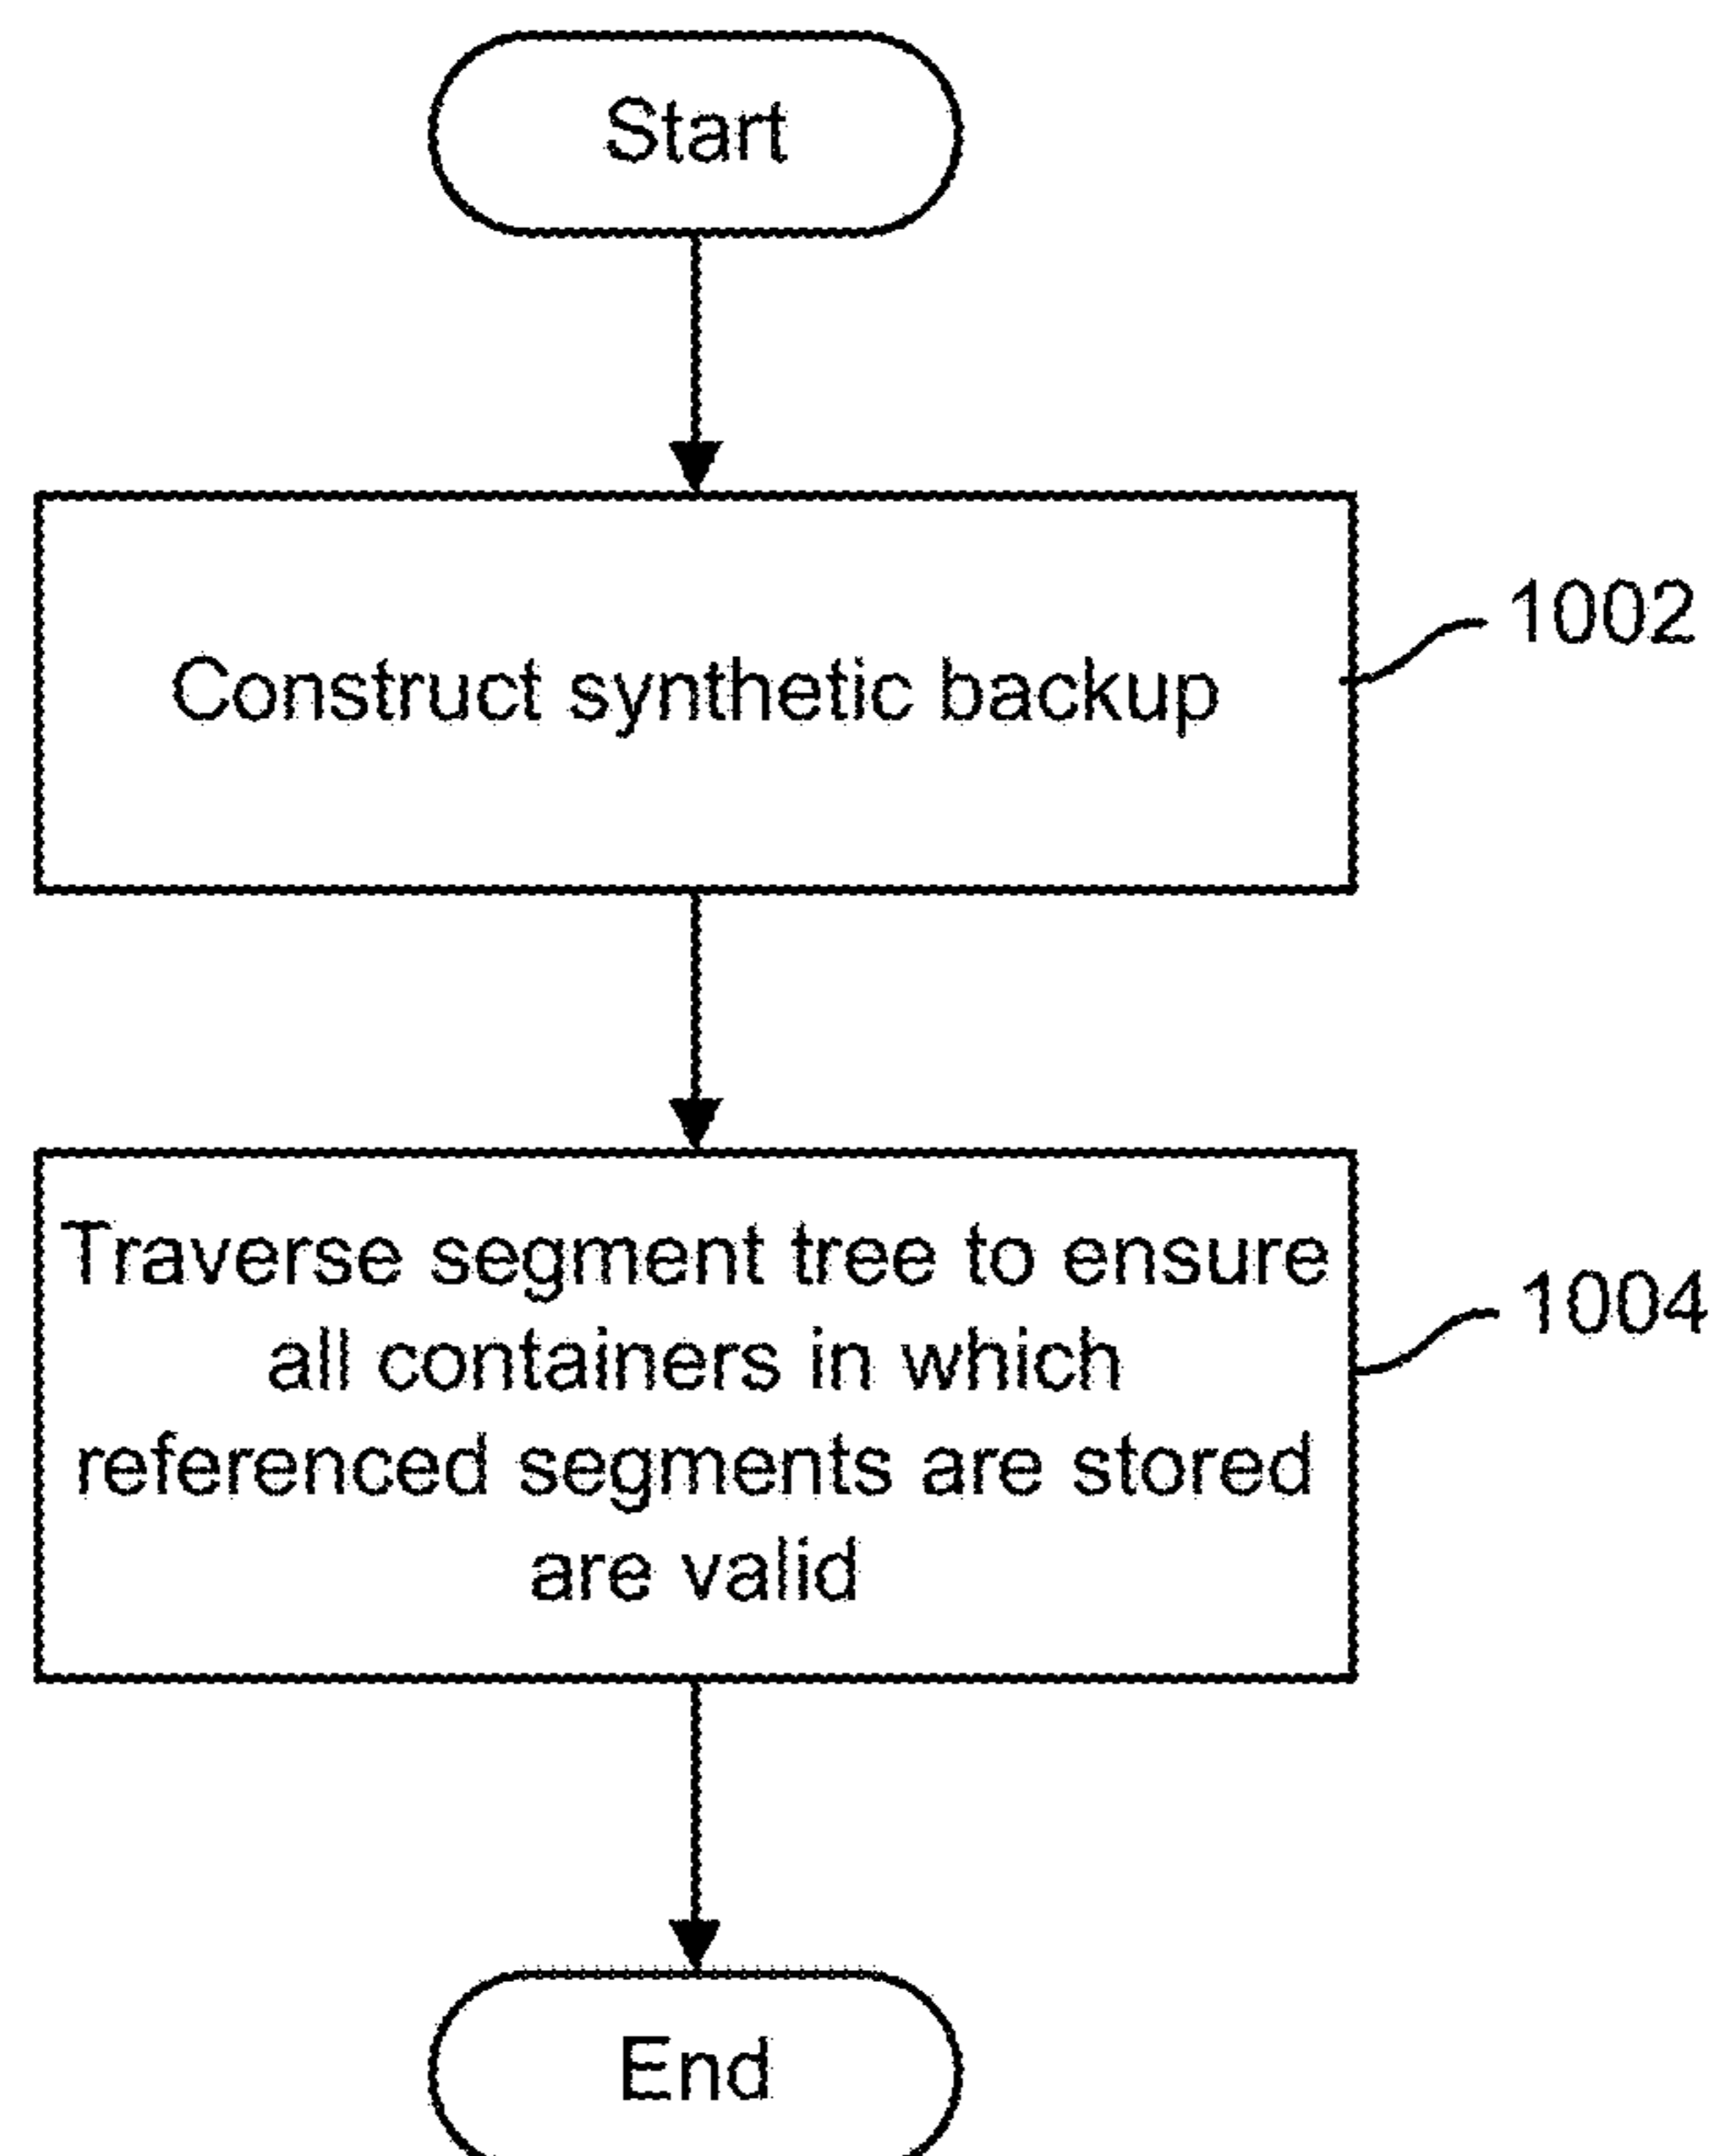 Start
Construct synthetic backup
1002
Traverse segment tree to ensure
all containers in which
referenced segments are stored
are valid
1004
End